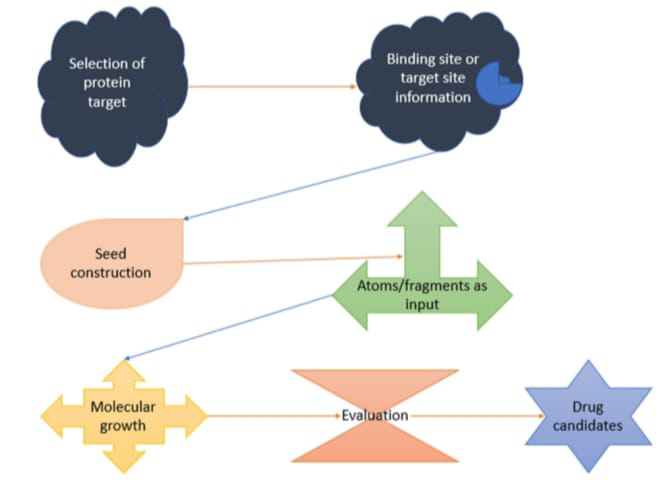 Selection of
protein
target
Binding site or
target site
information
Seed
construction
Atoms/fragments as
input
Molecular
growth
Evaluation
Drug
candidates